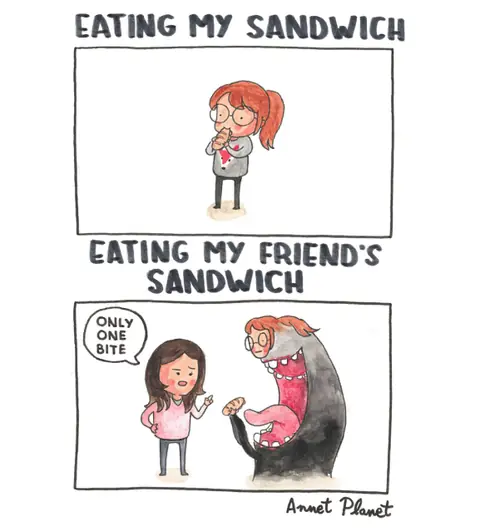 EATING MY SANDWICH
EATING MY FRIEND'S
SANDWICH
ONLY
ONE
BITE
Annet Planet